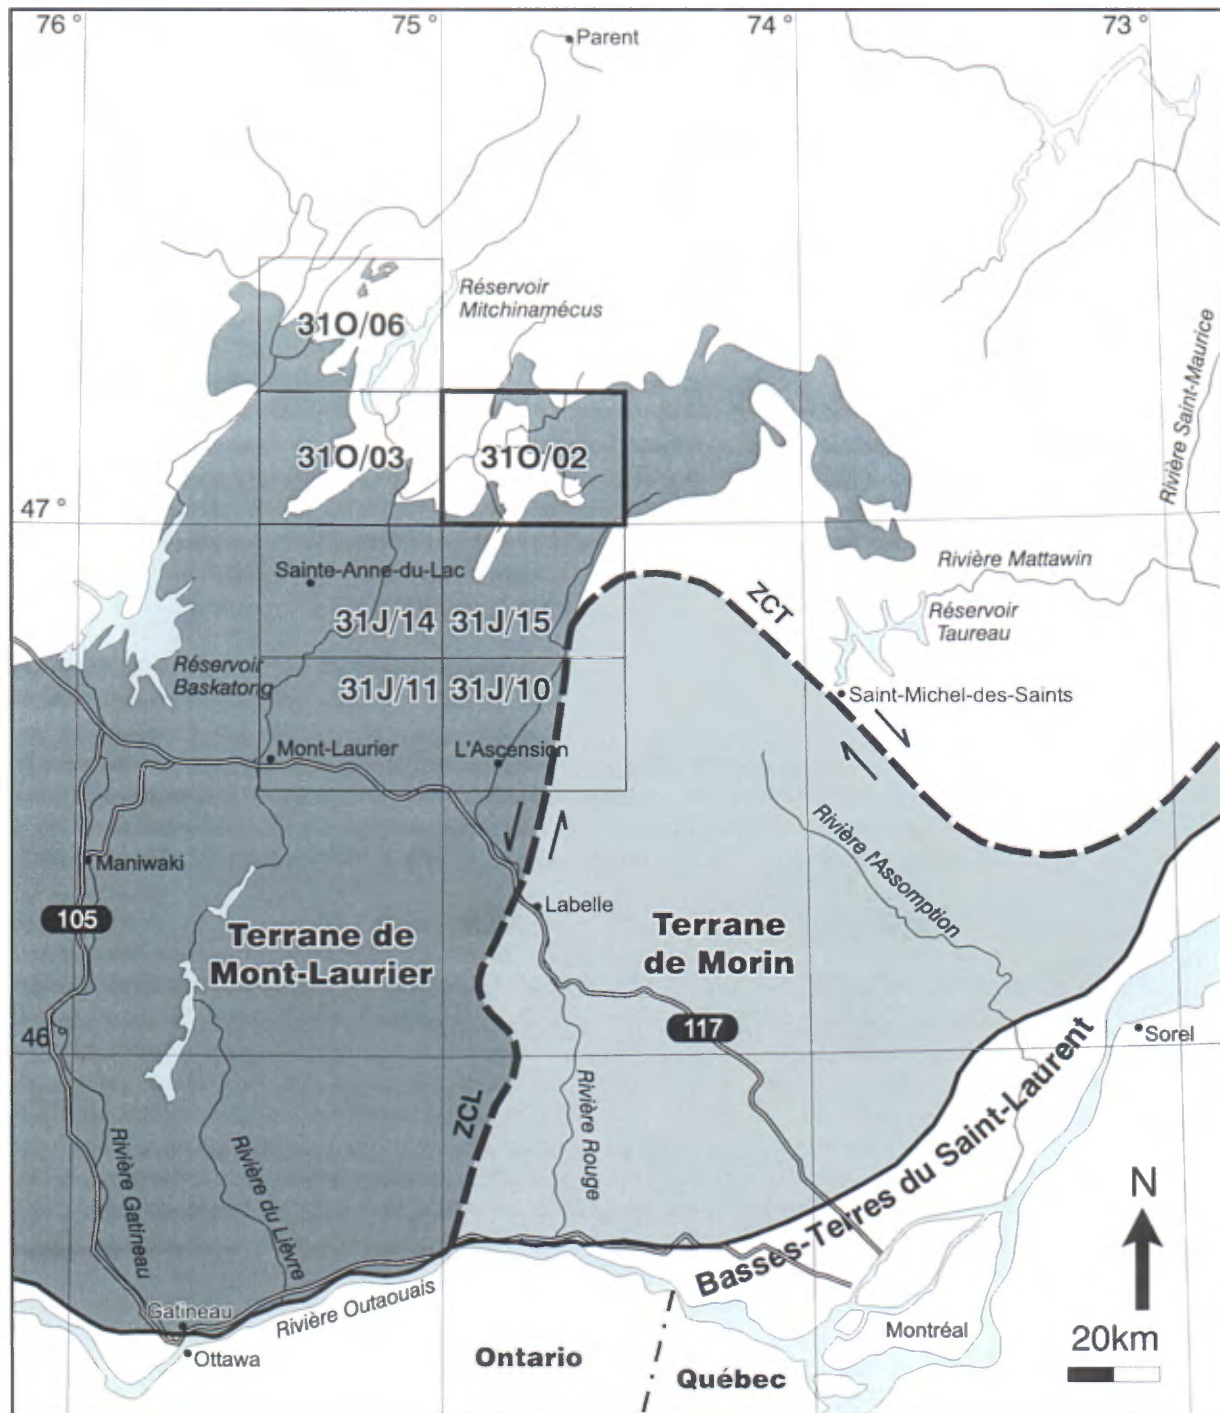 76°
75°
74°
73°
Parent
Réservoir
Mitchinamécus
31O/06
31O/03
31O/02
Rivière Saint-Maurice
47°
Sainte-Anne-du-Lac
Rivière Mattawin
ZCT
Réservoir
Taureau
31J/14
31J/15
Réservoir
Baskatong
31J/11
31J/10
Saint-Michel-des-Saints
Mont-Laurier
L'Ascension
Rivière l'Assomption
Maniwaki
105
Labelle
Terrane de
Mont-Laurier
Terrane
de Morin
117
46°
Sorel
ZCL
Rivière Rouge
Rivière Gatineau
Rivière du Lièvre
Basses-Terres du Saint-Laurent
N
Gatineau
Rivière Outaouais
Ottawa
Montréal
20km
Ontario
Québec